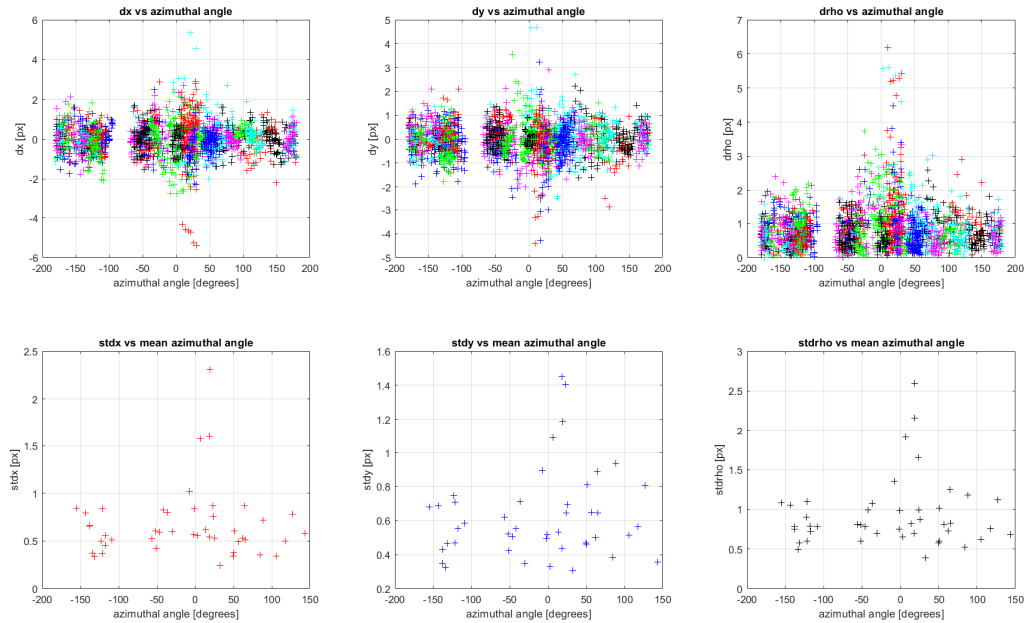 dx vs azimuthal angle
dx [px]
6
4
2
0
-2
-4
-6
-200 -150 -100 -50 0 50 100 150 200
azimuthal angle [degrees]
dy vs azimuthal angle
dy [px]
5
4
3
2
1
0
-1
-2
-3
-4
-5
-200 -150 -100 -50 0 50 100 150 200
azimuthal angle [degrees]
drho vs azimuthal angle
drho [px]
7
6
5
4
3
2
1
0
-200 -150 -100 -50 0 50 100 150 200
azimuthal angle [degrees]
stdx vs mean azimuthal angle
stdx [px]
2.5
2
1.5
1
0.5
0
-200 -150 -100 -50 0 50 100 150
azimuthal angle [degrees]
stdy vs mean azimuthal angle
stdy [px]
1.6
1.4
1.2
1
0.8
0.6
0.4
0.2
0
-200 -150 -100 -50 0 50 100 150
azimuthal angle [degrees]
stdrho vs mean azimuthal angle
stdrho [px]
3
2.5
2
1.5
1
0.5
0
-200 -150 -100 -50 0 50 100 150
azimuthal angle [degrees]